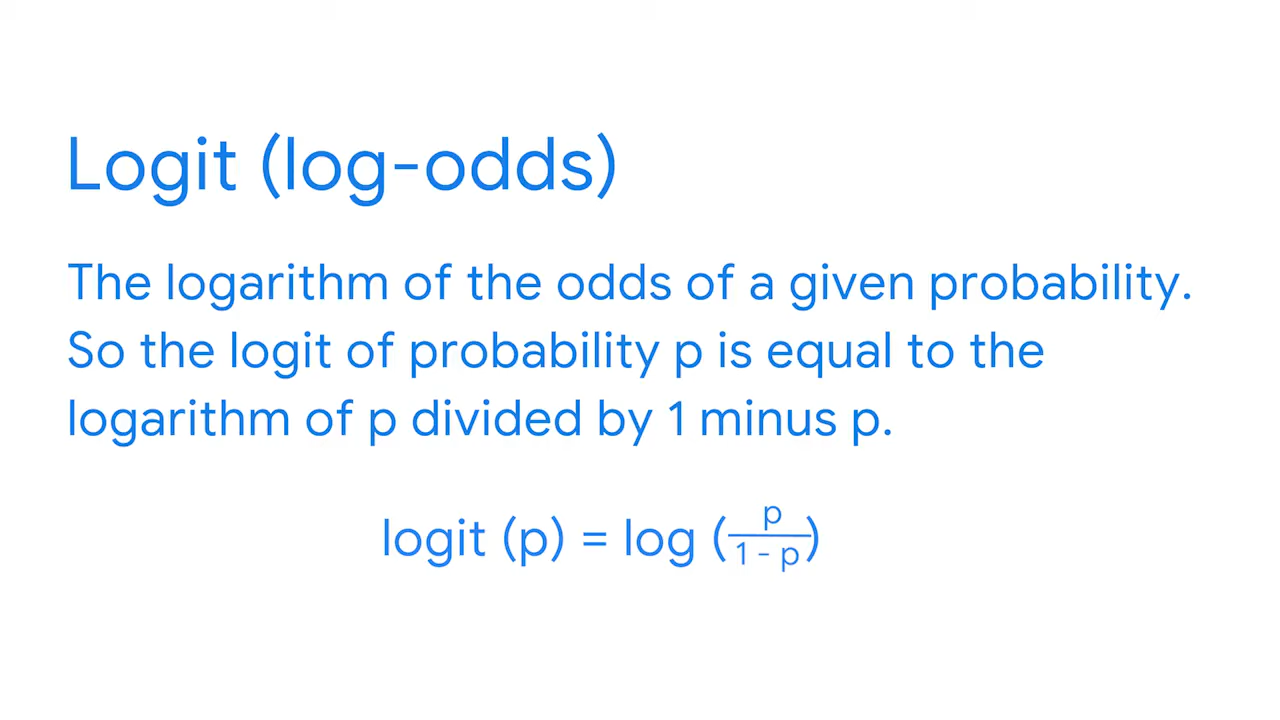 Logit (log-odds)
The logarithm of the odds of a given probability.
So the logit of probability p is equal to the
logarithm of p divided by 1 minus p.
logit (p) = log (p / 1 - p)